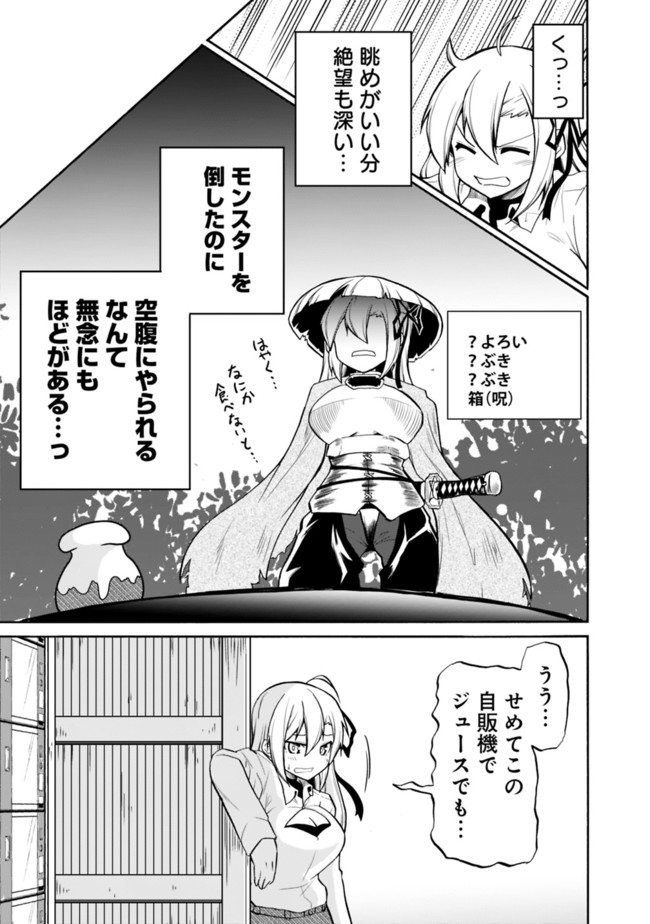 くっ…っ
眺めがいい分
絶望も深い…
モンスターを
倒したのに
空腹にやられる
なんて
無念にも
ほどがある…っ
？よろい
？ぶき
？ぶき
箱（呪）
はやく…
なにか
食べないと…
うう…
せめてこの
自販機で
ジュースでも…